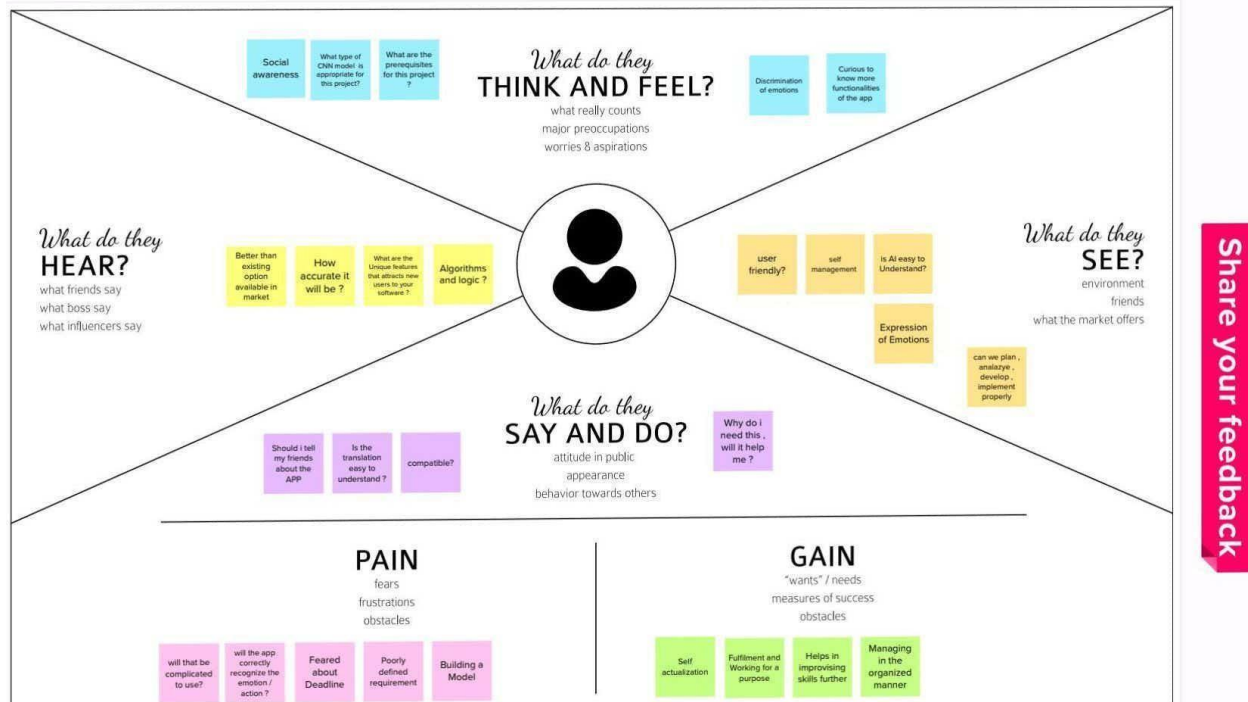 Social
awareness
What type of
CNN model is
appropriate for
this project?
What are the
prerequisites
for this project
?
What do they
THINK AND FEEL?
what really counts
major preoccupations
worries & aspirations
Discrimination
of emotions
Curious to
know more
functionalities
of the app
What do they
HEAR?
what friends say
what boss say
what influencers say
Better than
existing
option
available in
market
How
accurate it
will be ?
What are the
Unique features
that attracts new
users to your
software ?
Algorithms
and logic ?
user
friendly?
self
management
is AI easy to
Understand?
Expression
of Emotions
can we plan ,
analazye ,
develop ,
implement
properly
What do they
SEE?
environment
friends
what the market offers
Should i tell
my friends
about the
APP
Is the
translation
easy to
understand ?
compatible?
What do they
SAY AND DO?
attitude in public
appearance
behavior towards others
Why do i
need this ,
will it help
me ?
PAIN
fears
frustrations
obstacles
will that be
complicated
to use?
will the app
correctly
recognize the
emotion /
action ?
Feared
about
Deadline
Poorly
defined
requirement
Building a
Model
GAIN
"wants" / needs
measures of success
obstacles
Self
actualization
Fulfilment and
Working for a
purpose
Helps in
improvising
skills further
Managing
in the
organized
manner
Share your feedback